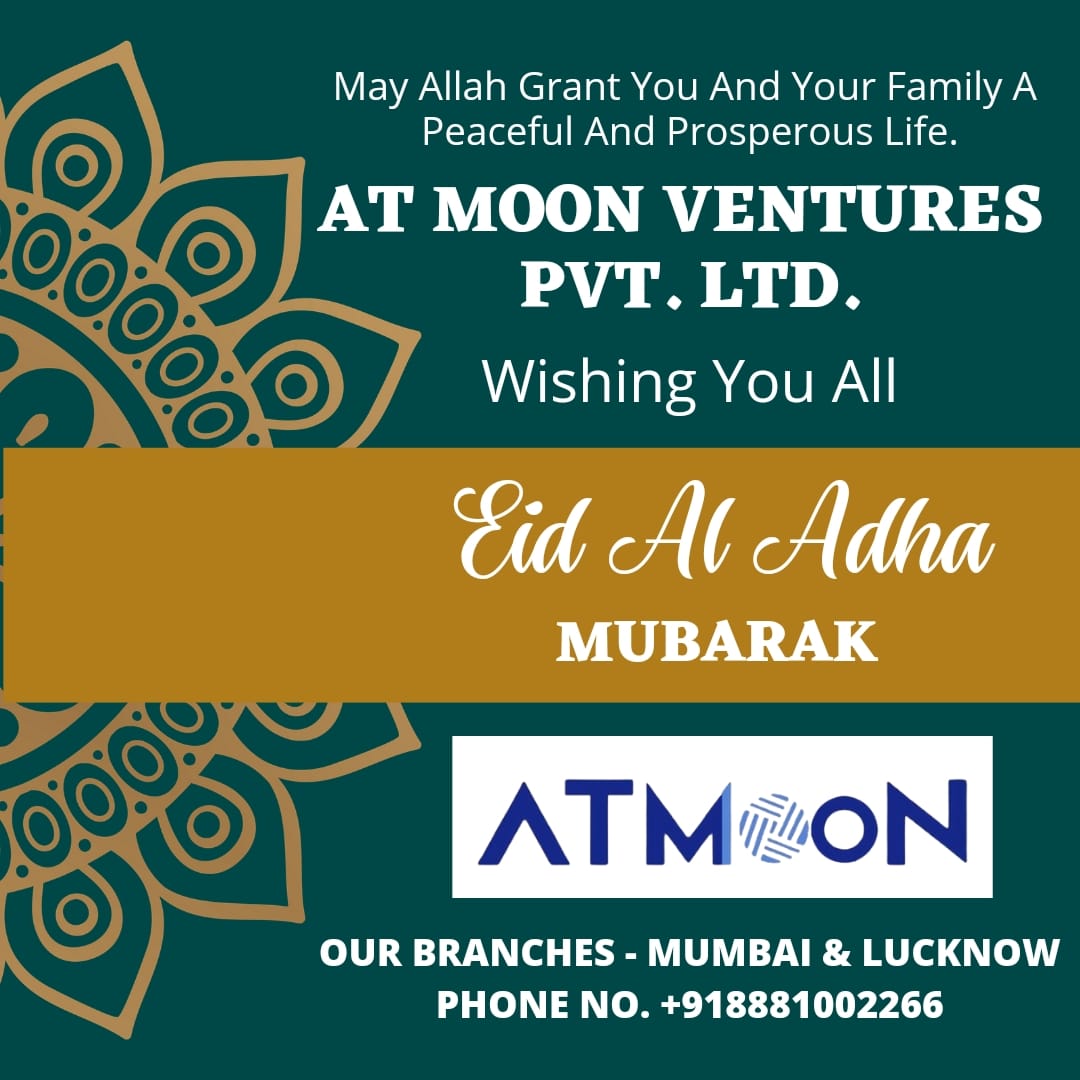 May Allah Grant You And Your Family A
Peaceful And Prosperous Life.
AT MOON VENTURES
PVT. LTD.
Wishing You All
Eid Al Adha
MUBARAK
ATMOON
OUR BRANCHES - MUMBAI & LUCKNOW
PHONE NO. +918881002266